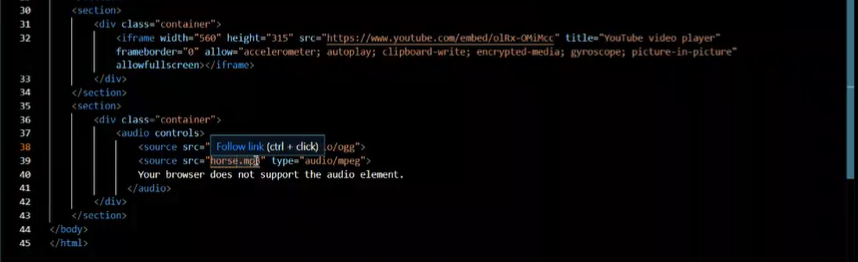 30 <section>
31 <div class="container">
32 <iframe width="560" height="315" src="https://www.youtube.com/embed/olRx-OMiMcc" title="YouTube video player"
frameborder="0" allow="accelerometer; autoplay; clipboard-write; encrypted-media; gyroscope; picture-in-picture"
allowfullscreen></iframe>
33 </div>
34 </section>
35 <section>
36 <div class="container">
37 <audio controls>
Follow link (ctrl + click)
38 <source src=" o/ogg">
39 <source src="horse.mp3" type="audio/mpeg">
40 Your browser does not support the audio element.
41 </audio>
42 </div>
43 </section>
44 </body>
45 </html>